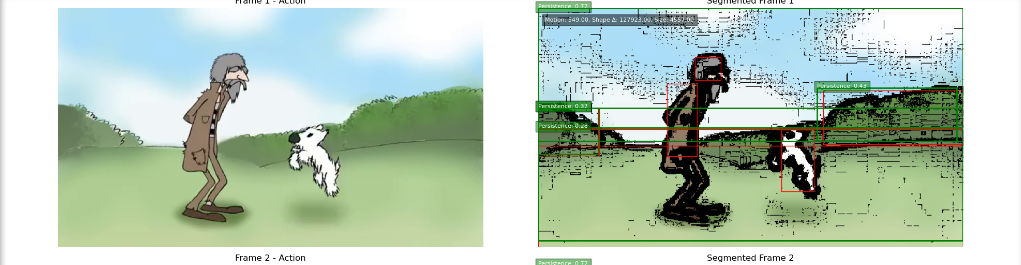 Frame 1 - Action
Segmented Frame 1
Persistence: 0.72
Motion: 349.00, Shape Δ: 127923.00, Size: 4557.00
Persistence: 0.43
Persistence: 0.37
Persistence: 0.28
Frame 2 - Action
Segmented Frame 2
Persistence: 0.72